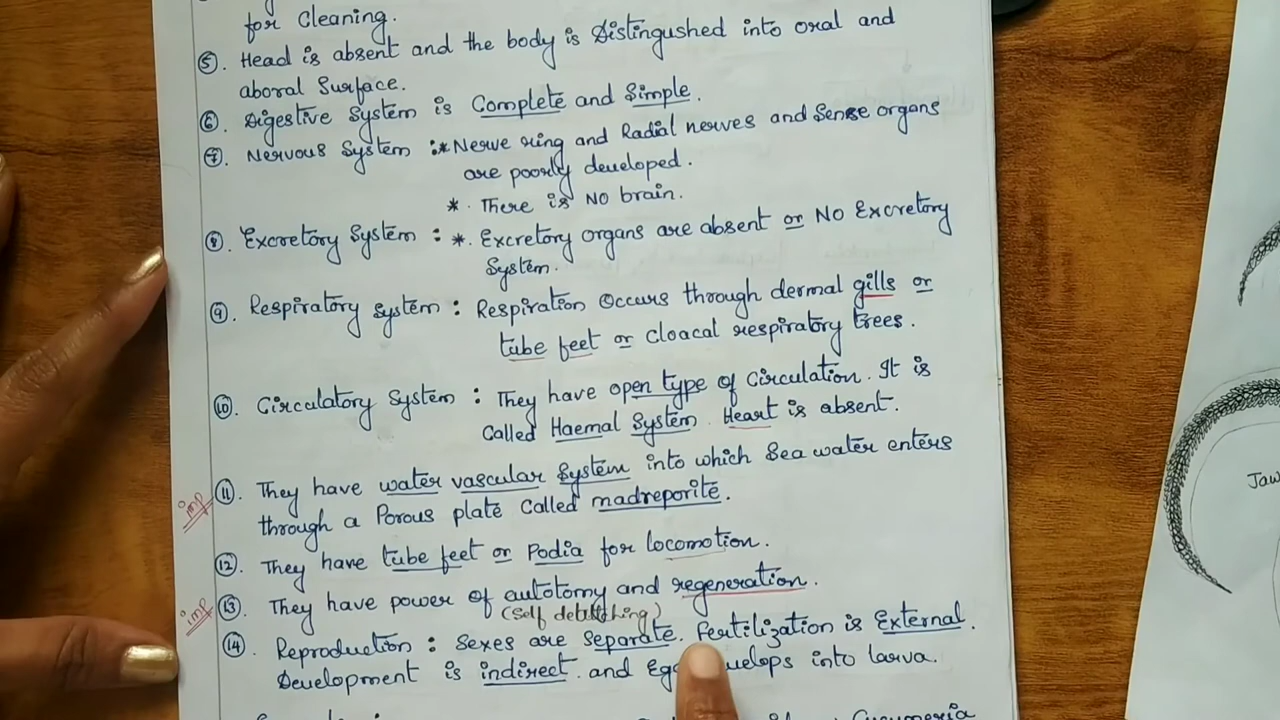 for Cleaning.
5. Head is absent and the body is Distingushed into oral and
aboral Surface.
6. Digestive System is Complete and Simple.
7. Nervous System :* Nerve ring and Radial nerves and Sense organs
are poorly developed.
*. There is No brain.
8. Excretory System : *. Excretory organs are absent or No Excretory
System.
9. Respiratory System : Respiration Occurs through dermal gills or
tube feet or cloacal respiratory trees.
10. Circulatory System : They have open type of Circulation. It is
Called Haemal System. Heart is absent.
imp 11. They have water vascular System into which Sea water enters
through a Porous plate Called madreporite.
12. They have tube feet or Podia for locomotion.
imp 13. They have power of autotomy and regeneration.
(Self
14. Reproduction : Sexes are Separate. Fertilization is External.
Development is indirect and into larva.
Cucumeria
Jaw